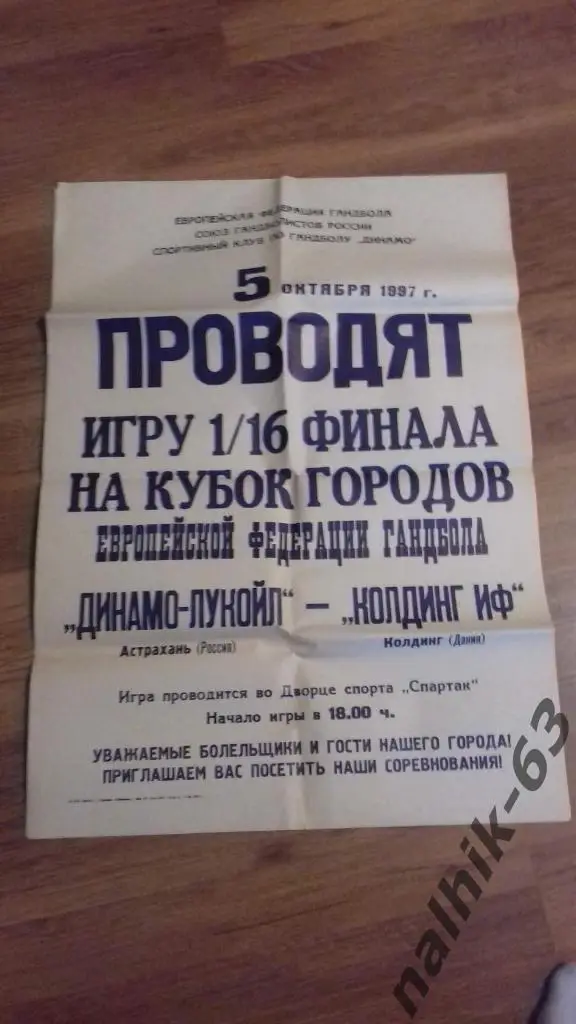 ЕВРОПЕЙСКАЯ ФЕДЕРАЦИЯ ГАНДБОЛА
СОЮЗ ГАНДБОЛИСТОВ РОССИИ
СПОРТИВНЫЙ КЛУБ ПО ГАНДБОЛУ „ДИНАМО"
5 ОКТЯБРЯ 1997 г.
ПРОВОДЯТ
ИГРУ 1/16 ФИНАЛА
НА КУБОК ГОРОДОВ
ЕВРОПЕЙСКОЙ ФЕДЕРАЦИИ ГАНДБОЛА
„ДИНАМО-ЛУКОЙЛ" – „КОЛДИНГ ИФ"
Астрахань (Россия) Колдинг (Дания)
Игра проводится во Дворце спорта „Спартак"
Начало игры в 18.00 ч.
УВАЖАЕМЫЕ БОЛЕЛЬЩИКИ И ГОСТИ НАШЕГО ГОРОДА!
ПРИГЛАШАЕМ ВАС ПОСЕТИТЬ НАШИ СОРЕВНОВАНИЯ!
nalhik-63